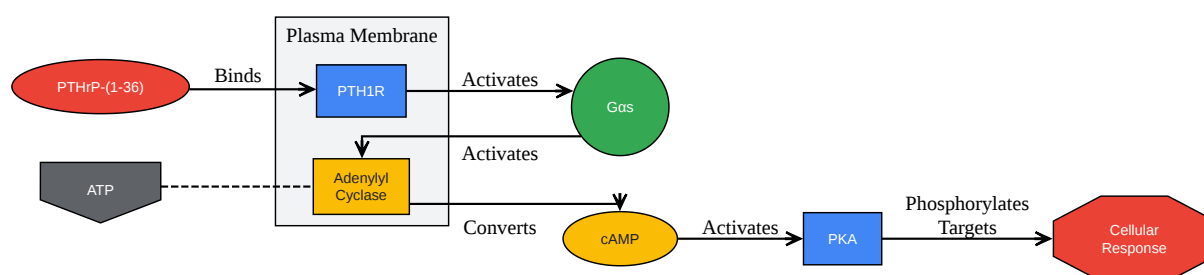 Plasma Membrane
PTHrP-(1-36)
Binds
PTH1R
Activates
Gαs
Activates
ATP
Adenylyl
Cyclase
Converts
cAMP
Activates
PKA
Phosphorylates
Targets
Cellular
Response